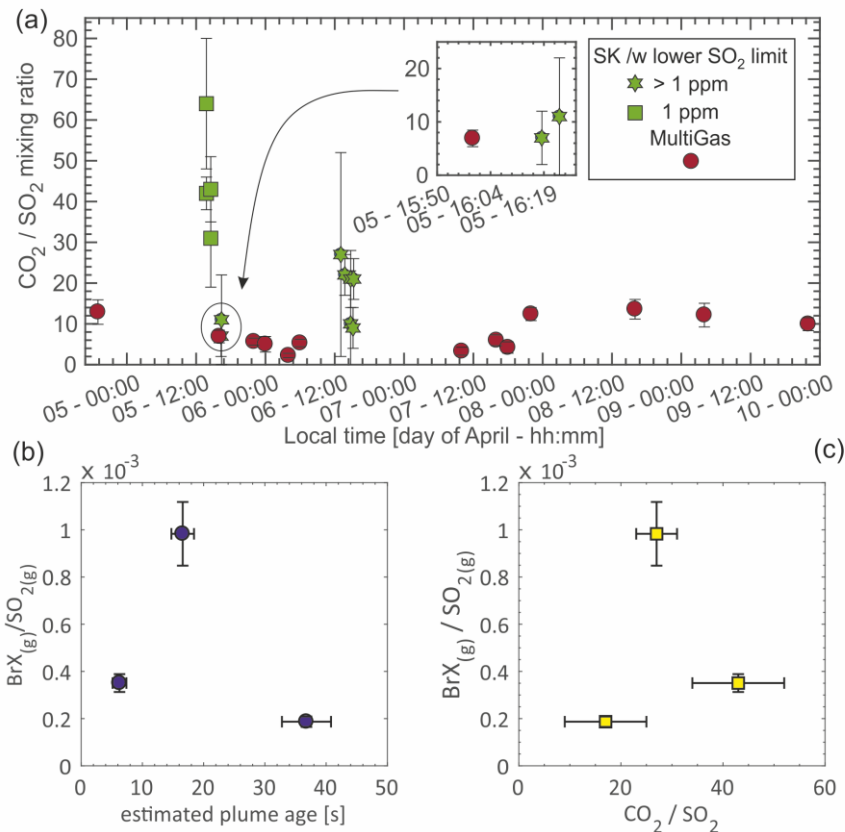 (a)
CO2 / SO2 mixing ratio
80
70
60
50
40
30
20
10
0
20
10
0
05 - 15:50
05 - 16:04
05 - 16:19
SK /w lower SO2 limit
> 1 ppm
1 ppm
MultiGas
05 - 00:00
05 - 12:00
06 - 00:00
06 - 12:00
07 - 00:00
07 - 12:00
08 - 00:00
08 - 12:00
09 - 00:00
09 - 12:00
10 - 00:00
Local time [day of April - hh:mm]
(b)
x 10-3
BrX(g)/SO2(g)
1.2
1
0.8
0.6
0.4
0.2
0
0
10
20
30
40
50
estimated plume age [s]
(c)
x 10-3
BrX(g) / SO2(g)
1.2
1
0.8
0.6
0.4
0.2
0
0
20
40
60
CO2 / SO2